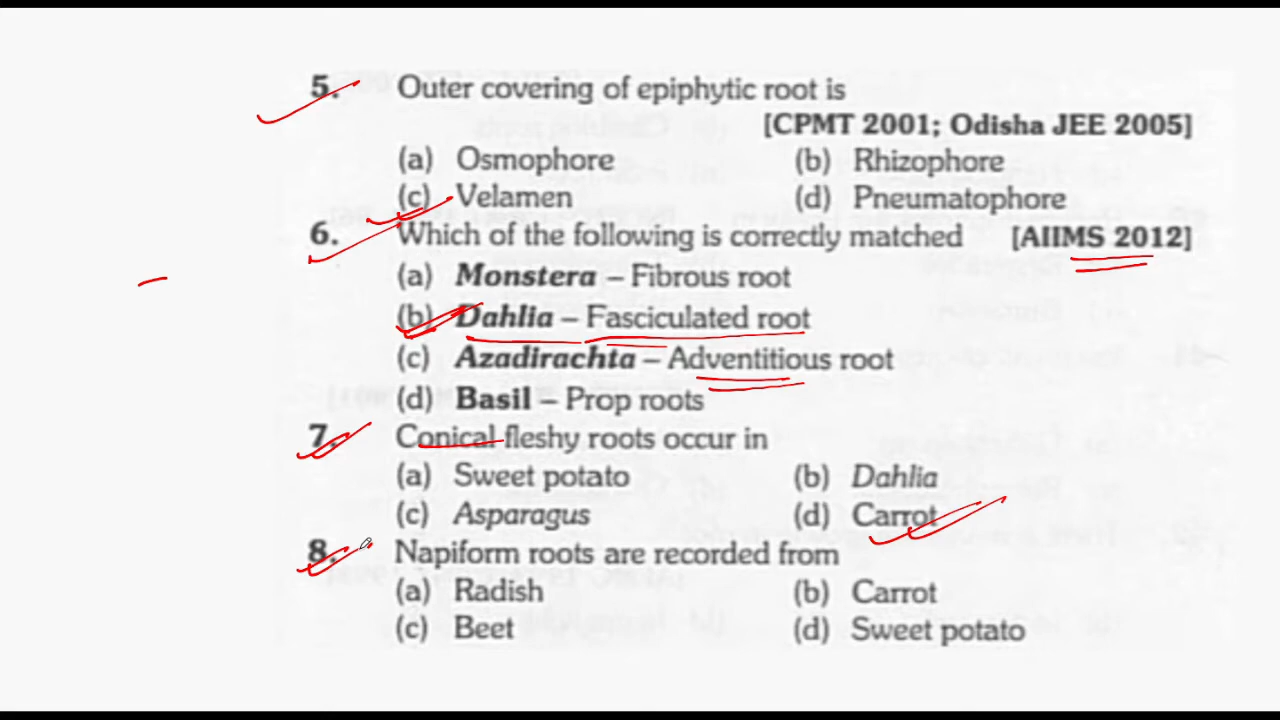 5. Outer covering of epiphytic root is
[CPMT 2001; Odisha JEE 2005]
(a) Osmophore (b) Rhizophore
(c) Velamen (d) Pneumatophore
6. Which of the following is correctly matched [AIIMS 2012]
(a) Monstera – Fibrous root
(b) Dahlia – Fasciculated root
(c) Azadirachta – Adventitious root
(d) Basil – Prop roots
7. Conical fleshy roots occur in
(a) Sweet potato (b) Dahlia
(c) Asparagus (d) Carrot
8. Napiform roots are recorded from
(a) Radish (b) Carrot
(c) Beet (d) Sweet potato